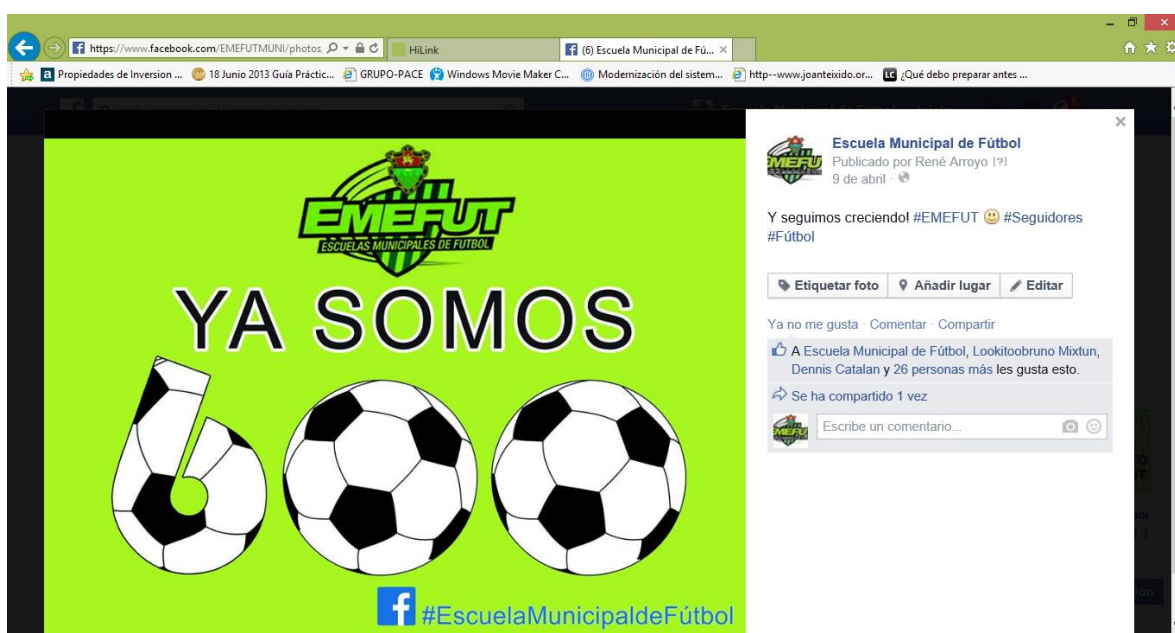 https://www.facebook.com/EMEFUTMUNI/photos,
HiLink
(6) Escuela Municipal de Fú...
Propiedades de Inversion ...
18 Junio 2013 Guía Práctic...
GRUPO-PACE
Windows Movie Maker C...
Modernización del sistem...
http--www.joanteixido.or...
¿Qué debo preparar antes ...
EMEFUT
ESCUELAS MUNICIPALES DE FUTBOL
YA SOMOS
600
#EscuelaMunicipaldeFútbol
Escuela Municipal de Fútbol
Publicado por René Arroyo [?]
9 de abril ·
Y seguimos creciendo! #EMEFUT #Seguidores
#Fútbol
Etiquetar foto
Añadir lugar
Editar
Ya no me gusta · Comentar · Compartir
A Escuela Municipal de Fútbol, Lookitoobruno Mixtun,
Dennis Catalan y 26 personas más les gusta esto.
Se ha compartido 1 vez
Escribe un comentario...